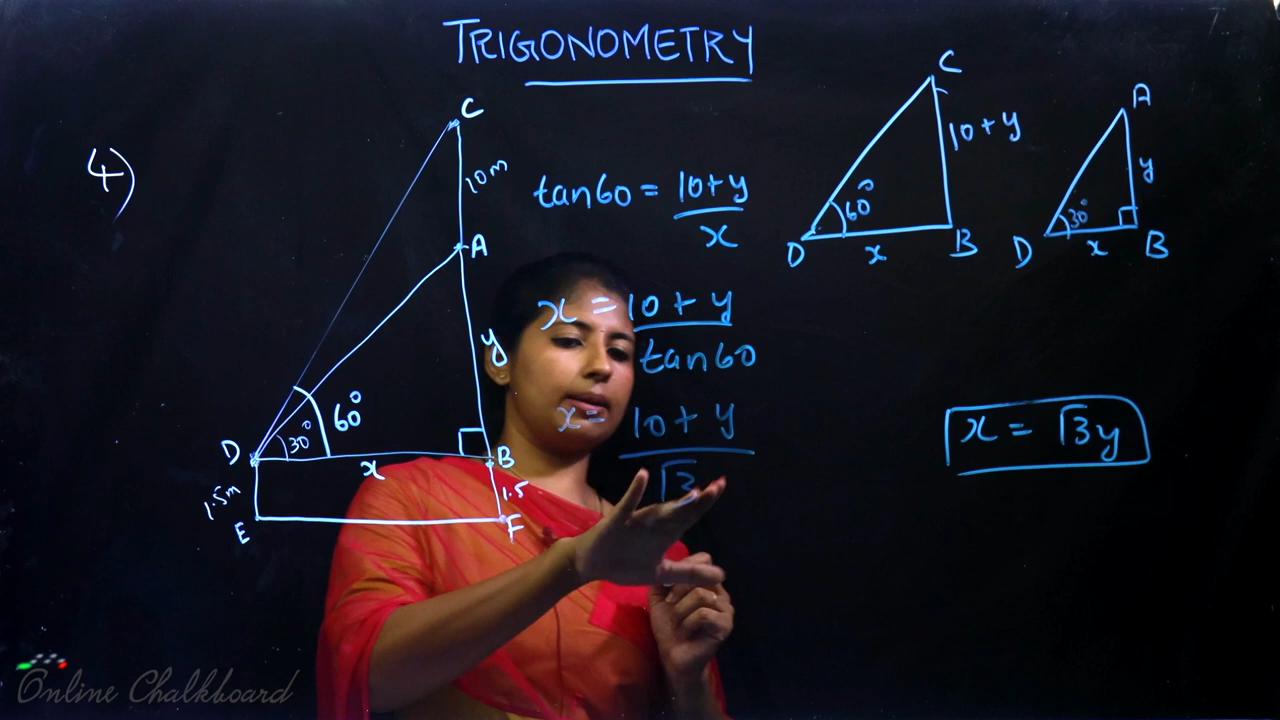 TRIGONOMETRY
4)
C
10m
A
y
60°
30°
D
x
B
1.5m
1.5
E
F
tan60 = 10+y
x
x = 10 + y
tan60
x = 10 + y
√3
C
10+y
60°
D
x
B
A
y
30°
D
x
B
x = √3y
Online Chalkboard